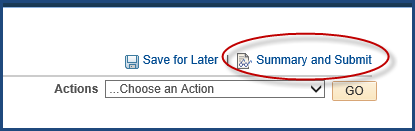 Save for Later | Summary and Submit
Actions ...Choose an Action GO